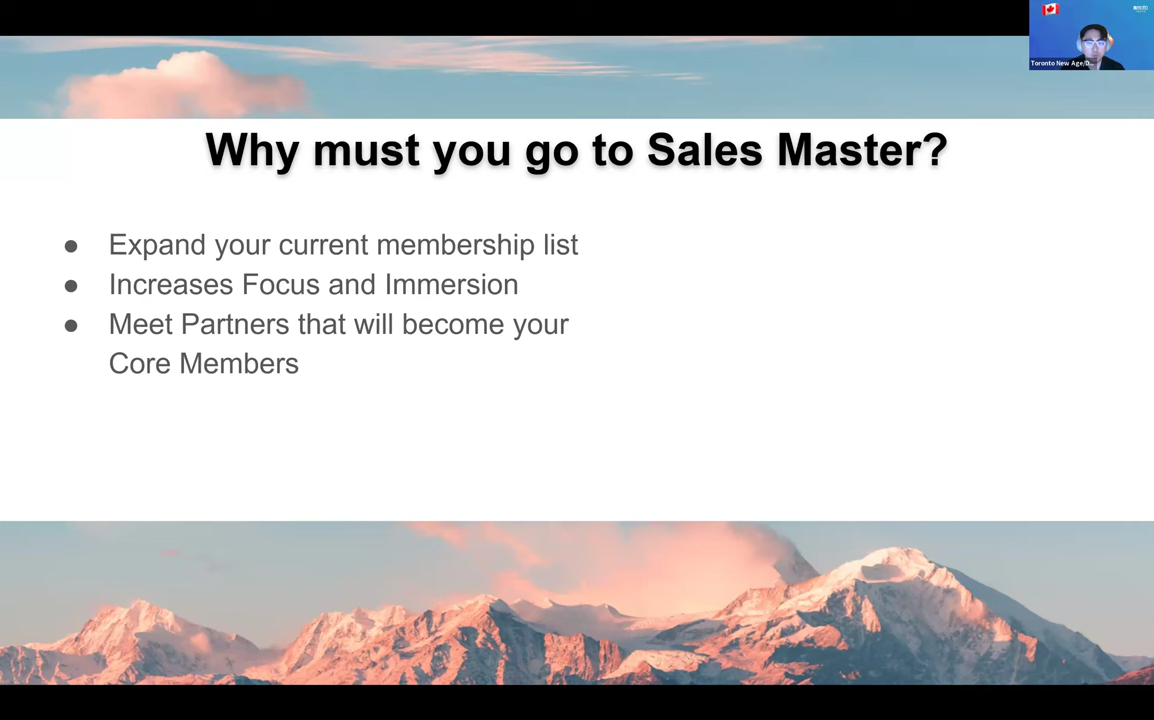 Toronto New Age/D...
Why must you go to Sales Master?
● Expand your current membership list
● Increases Focus and Immersion
● Meet Partners that will become your
Core Members